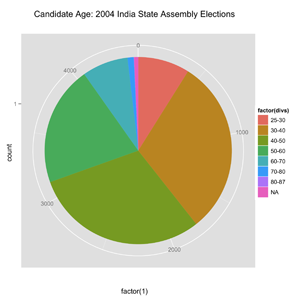 Candidate Age: 2004 India State Assembly Elections
0
4000
1000
3000
2000
1
count
factor(1)
factor(divs)
25-30
30-40
40-50
50-60
60-70
70-80
80-87
NA